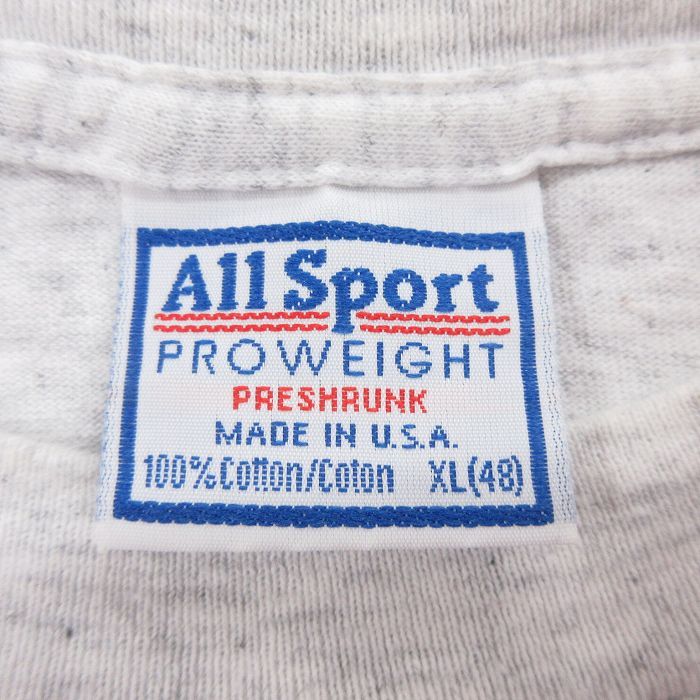 All Sport
PROWEIGHT
PRESHRUNK
MADE IN U.S.A.
100%Cotton/Coton XL(48)